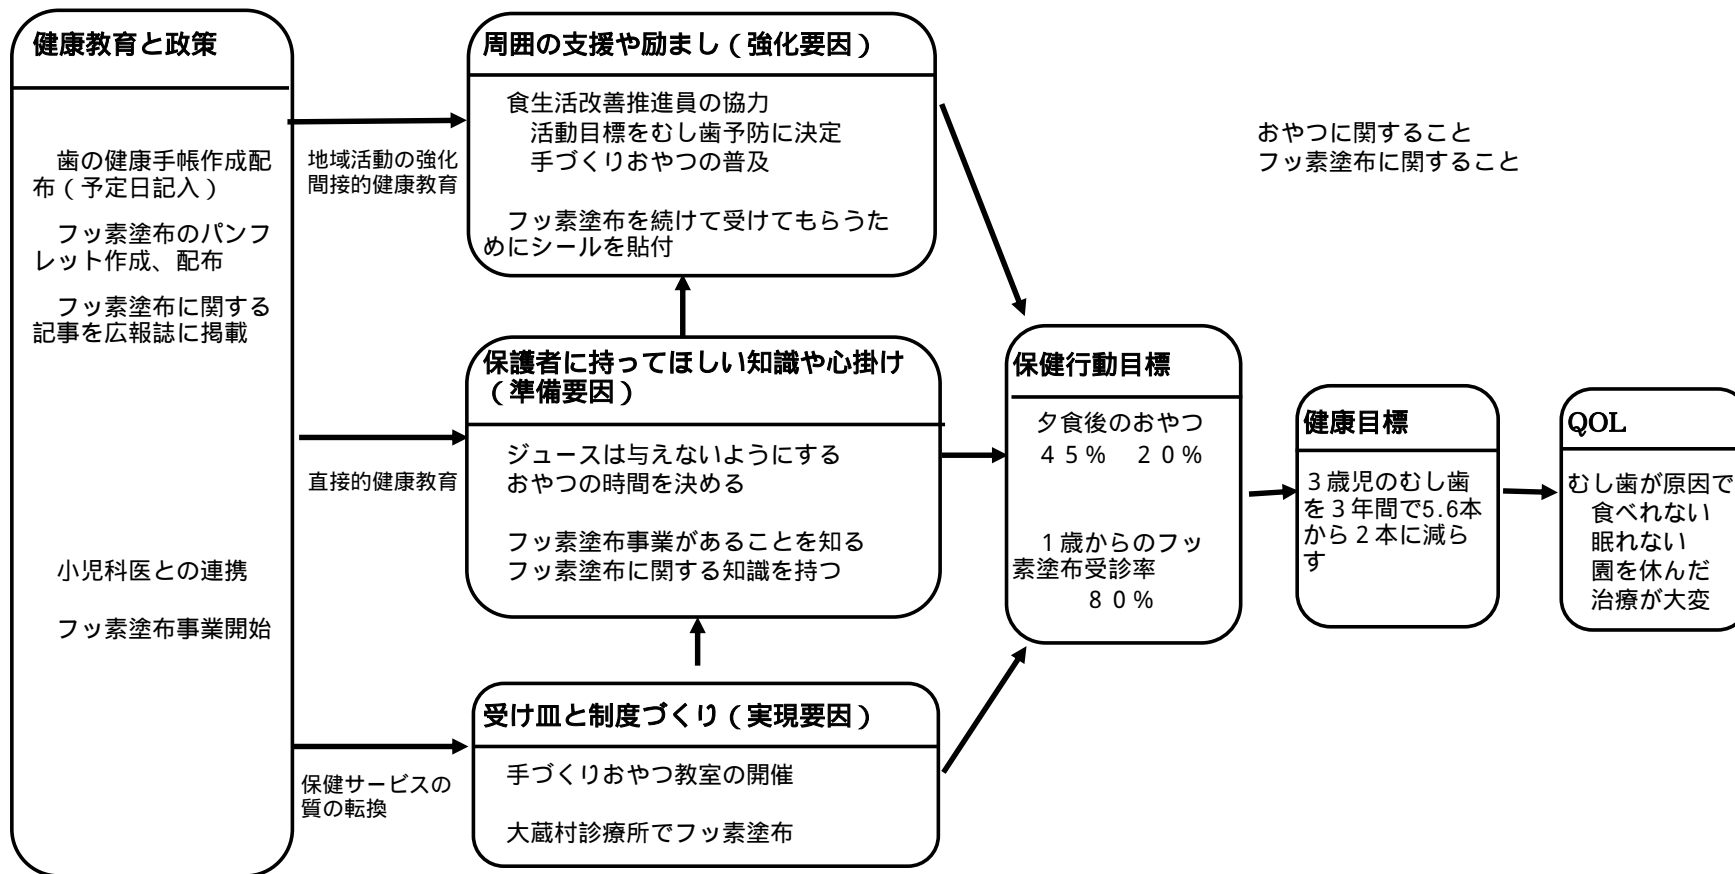 健康教育と政策
歯の健康手帳作成配
布（予定日記入）
フッ素塗布のパンフ
レット作成、配布
フッ素塗布に関する
記事を広報誌に掲載
小児科医との連携
フッ素塗布事業開始
地域活動の強化
間接的健康教育
直接的健康教育
保健サービスの
質の転換
周囲の支援や励まし（強化要因）
食生活改善推進員の協力
活動目標をむし歯予防に決定
手づくりおやつの普及
フッ素塗布を続けて受けてもらうた
めにシールを貼付
保護者に持ってほしい知識や心掛け
（準備要因）
ジュースは与えないようにする
おやつの時間を決める
フッ素塗布事業があることを知る
フッ素塗布に関する知識を持つ
受け皿と制度づくり（実現要因）
手づくりおやつ教室の開催
大蔵村診療所でフッ素塗布
おやつに関すること
フッ素塗布に関すること
保健行動目標
夕食後のおやつ
４５％　２０％
１歳からのフッ
素塗布受診率
８０％
健康目標
３歳児のむし歯
を３年間で5.6本
から２本に減ら
す
QOL
むし歯が原因で
食べれない
眠れない
園を休んだ
治療が大変